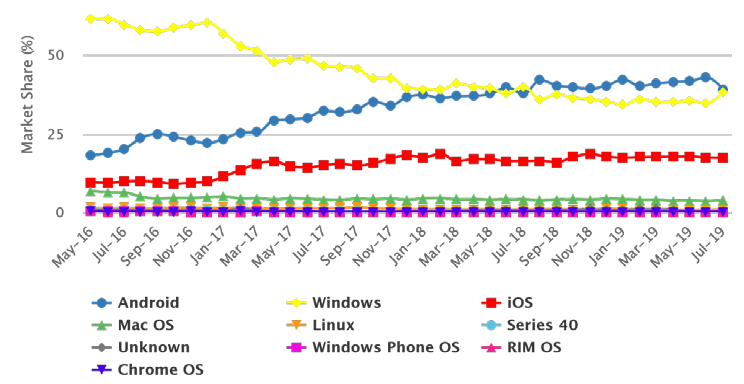 50
25
0
Market Share (%)
May-16 Jul-16 Sep-16 Nov-16 Jan-17 Mar-17 May-17 Jul-17 Sep-17 Nov-17 Jan-18 Mar-18 May-18 Jul-18 Sep-18 Nov-18 Jan-19 Mar-19 May-19 Jul-19
Android Windows iOS
Mac OS Linux Series 40
Unknown Windows Phone OS RIM OS
Chrome OS